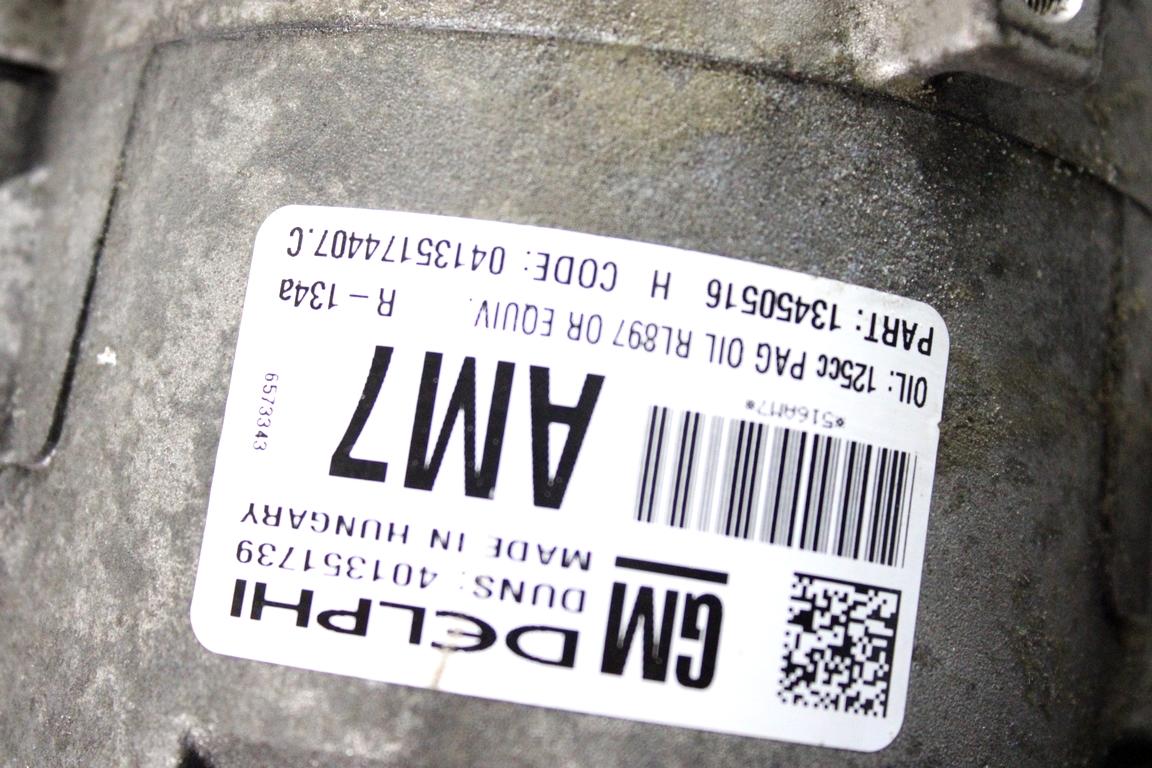 GM DELPHI
DUNS: 401351739
MADE IN HUNGARY
AM7
6573343
*516AM7*
OIL: 125cc PAG OIL RL897 OR EQUIV. R-134a
PART: 13450516 H CODE: 04135174407.C